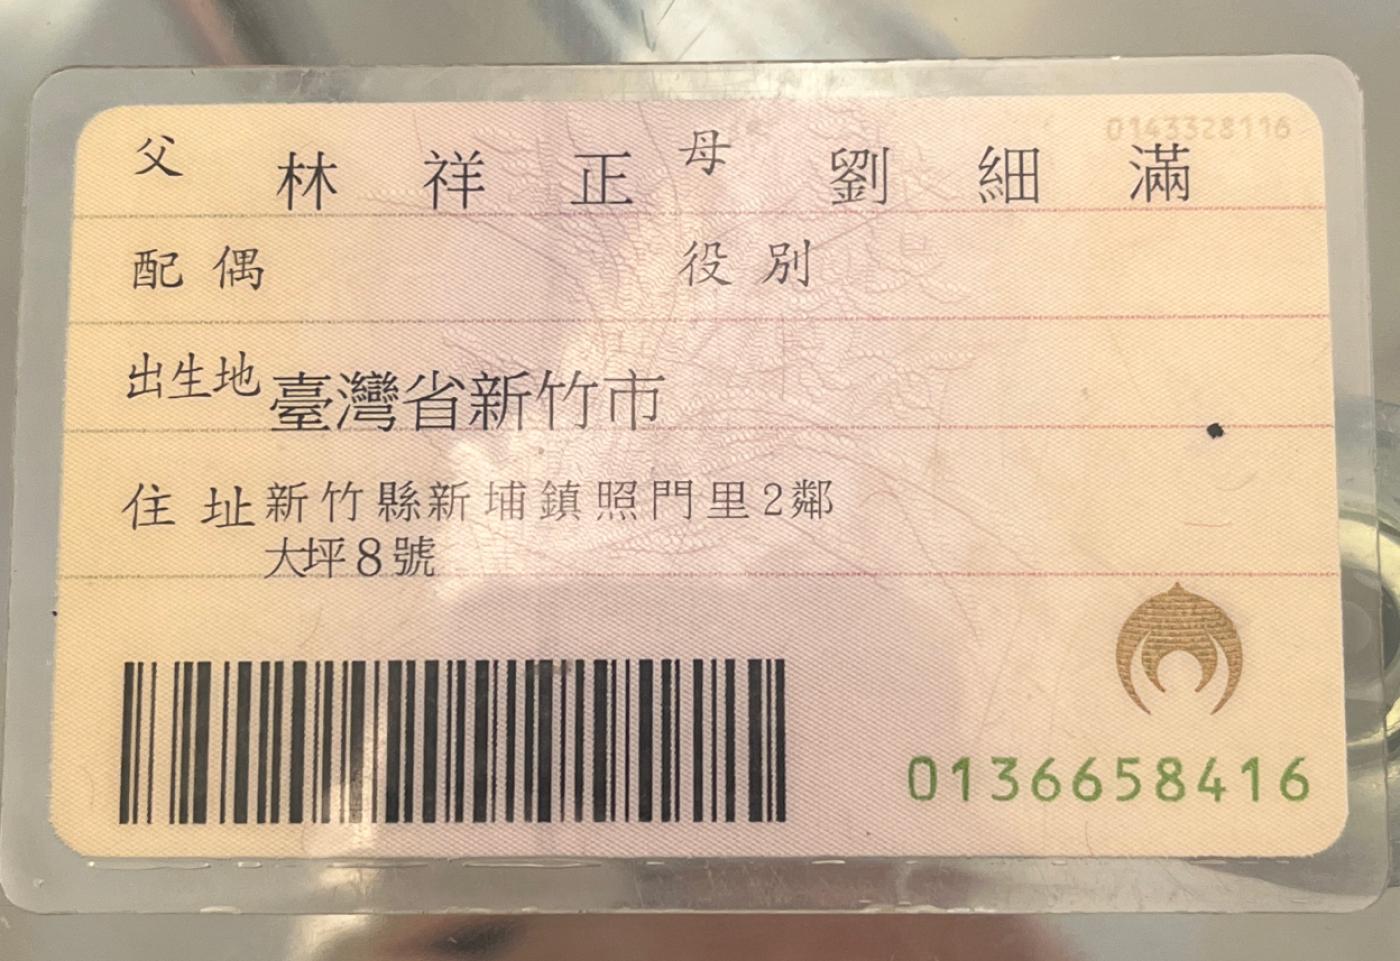 0143328116
父 林祥正 母 劉細滿
配偶 役別
出生地 臺灣省新竹市
住址 新竹縣新埔鎮照門里2鄰
大坪8號
0136658416